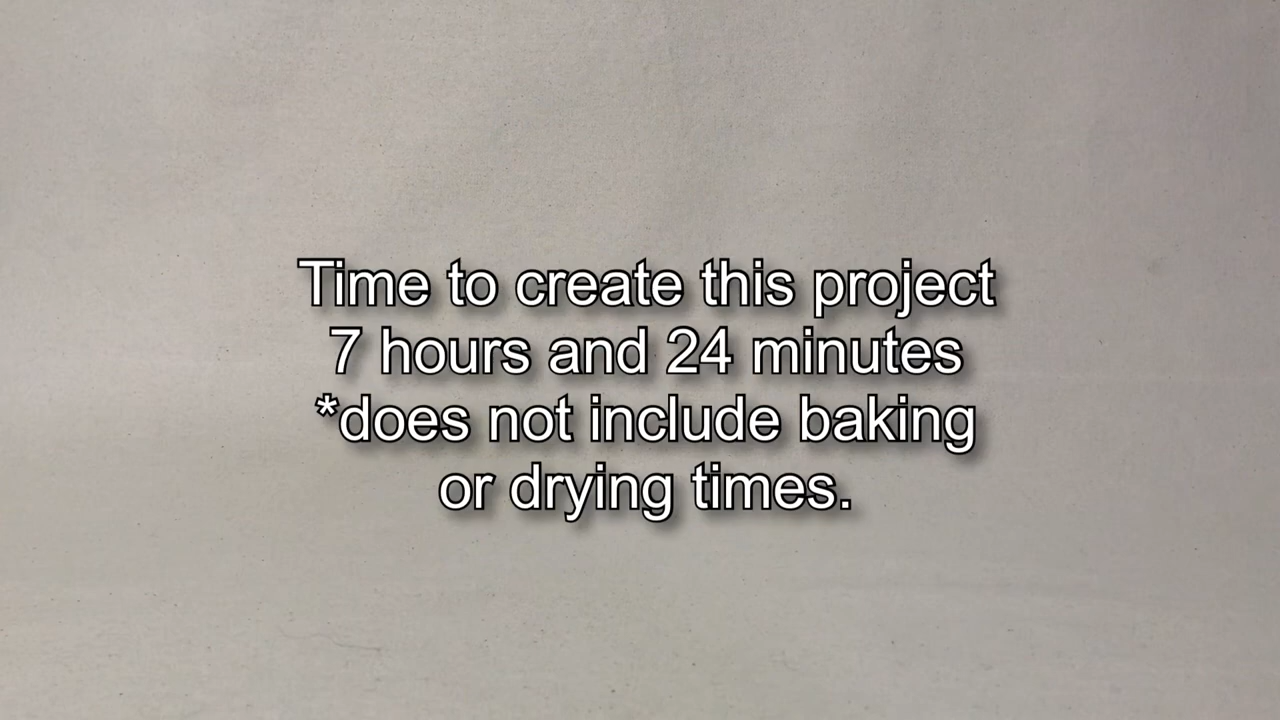 Time to create this project
7 hours and 24 minutes
*does not include baking
or drying times.